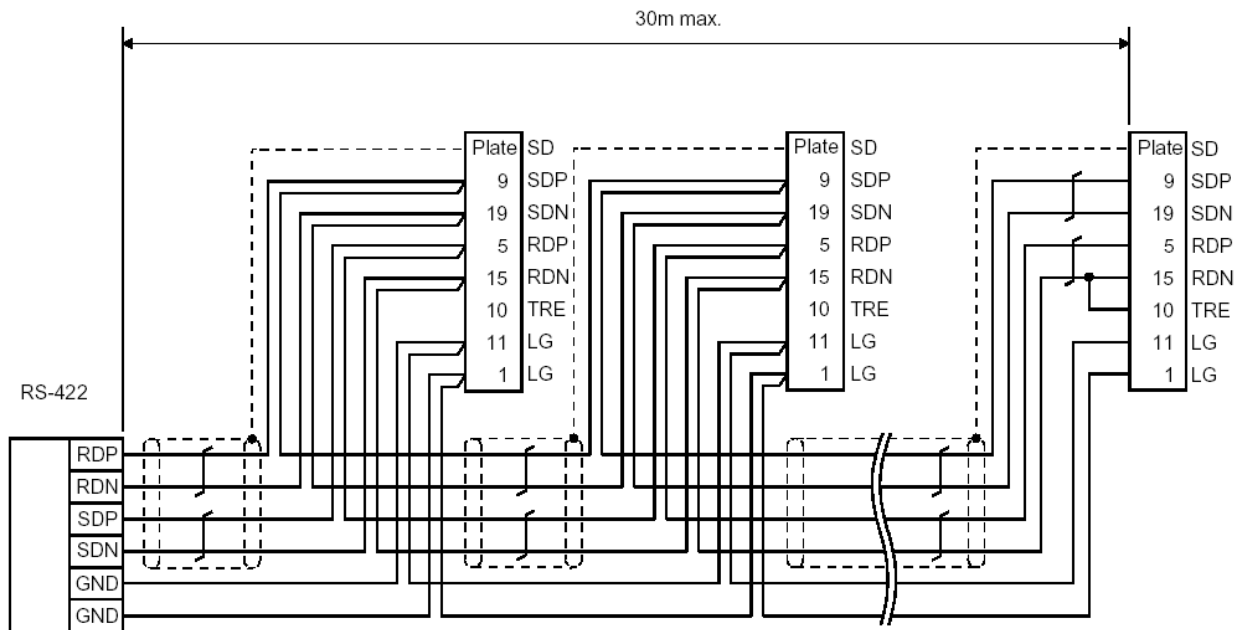 30m max.
Plate SD
9 SDP
19 SDN
5 RDP
15 RDN
10 TRE
11 LG
1 LG
Plate SD
9 SDP
19 SDN
5 RDP
15 RDN
10 TRE
11 LG
1 LG
Plate SD
9 SDP
19 SDN
5 RDP
15 RDN
10 TRE
11 LG
1 LG
RS-422
RDP
RDN
SDP
SDN
GND
GND